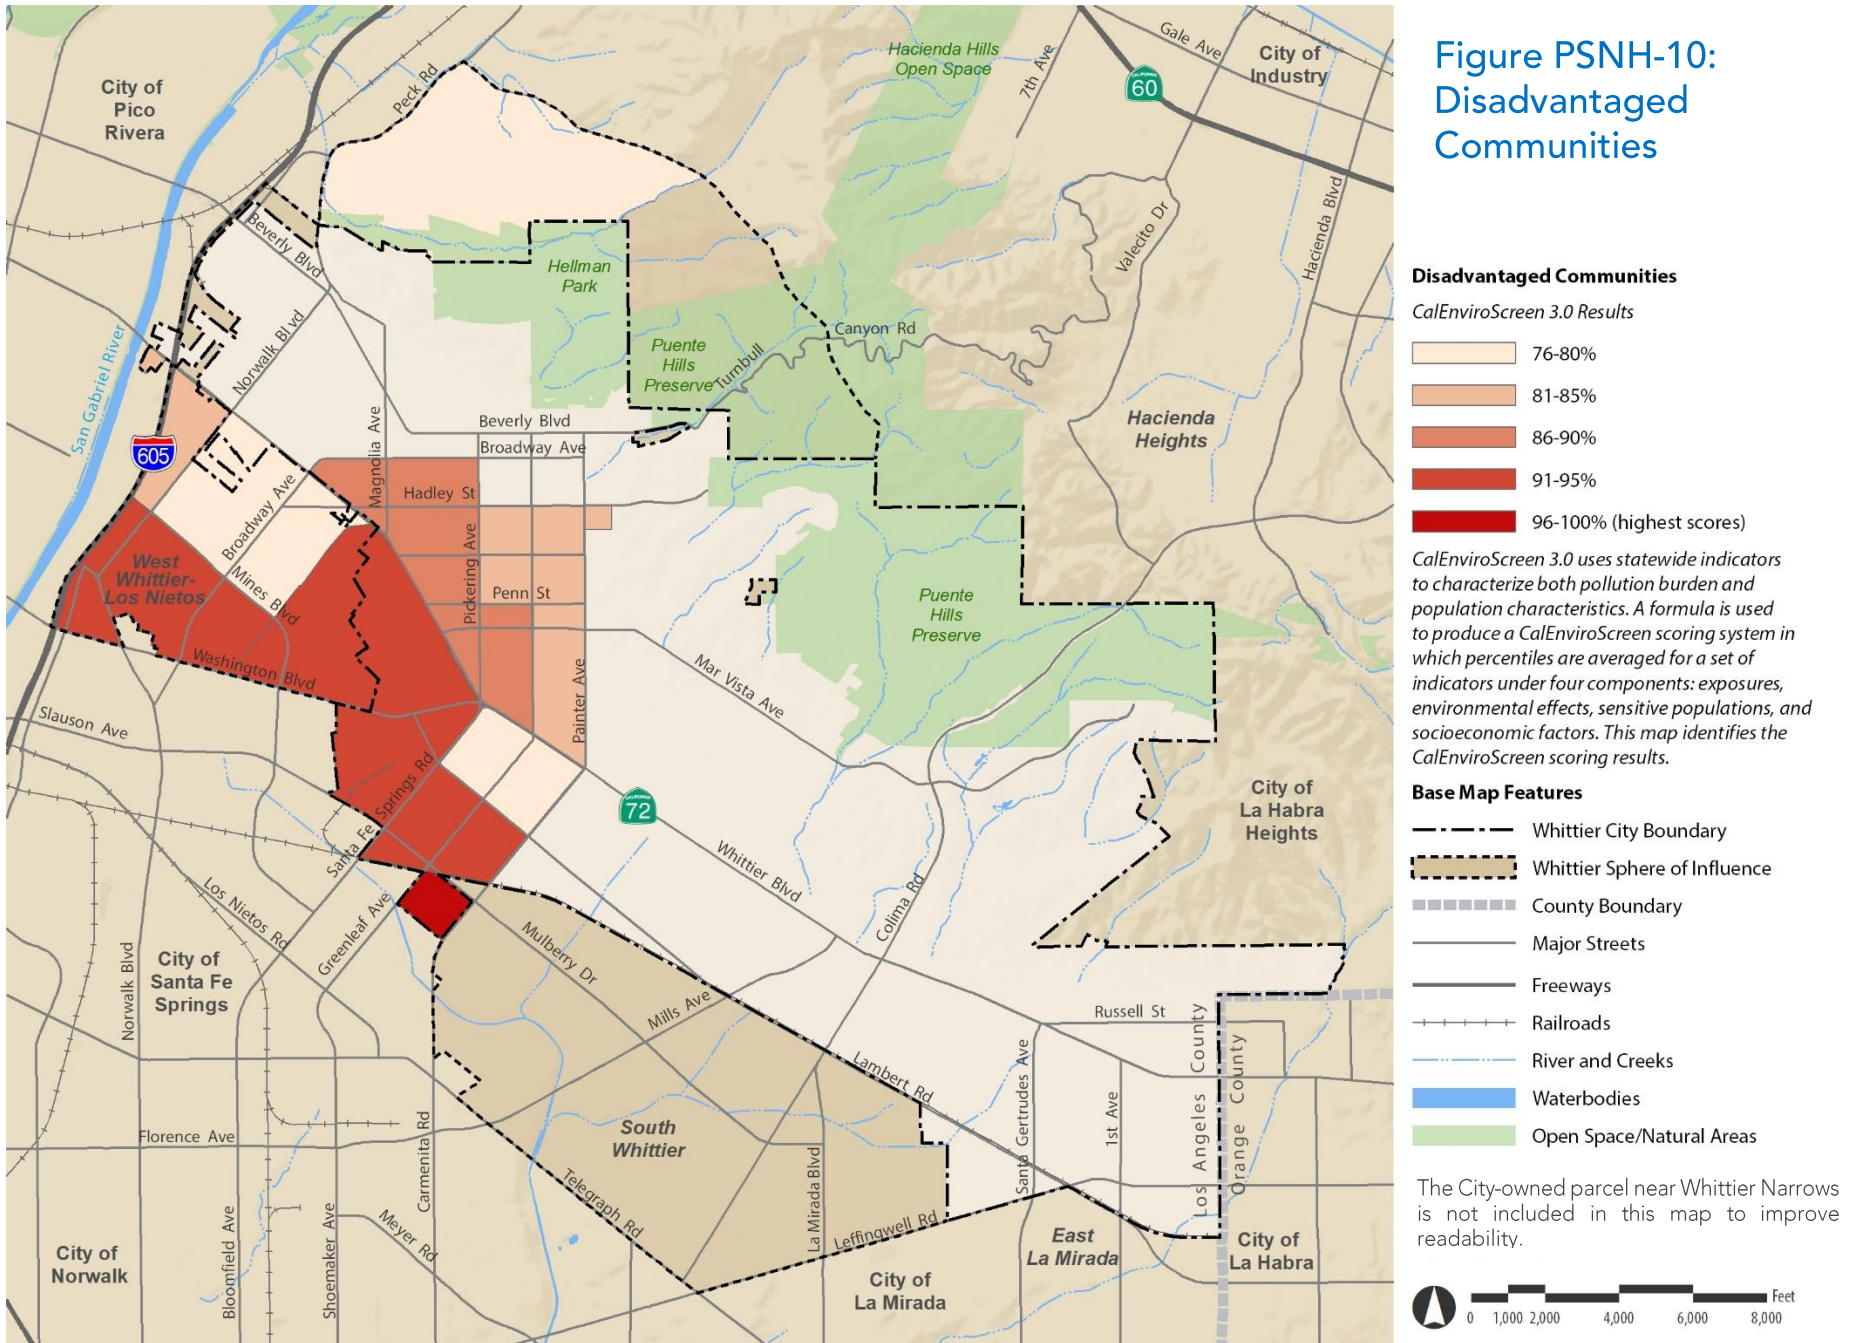 Figure PSNH-10:
Disadvantaged
Communities
Disadvantaged Communities
CalEnviroScreen 3.0 Results
76-80%
81-85%
86-90%
91-95%
96-100% (highest scores)
CalEnviroScreen 3.0 uses statewide indicators
to characterize both pollution burden and
population characteristics. A formula is used
to produce a CalEnviroScreen scoring system in
which percentiles are averaged for a set of
indicators under four components: exposures,
environmental effects, sensitive populations, and
socioeconomic factors. This map identifies the
CalEnviroScreen scoring results.
Base Map Features
Whittier City Boundary
Whittier Sphere of Influence
County Boundary
Major Streets
Freeways
Railroads
River and Creeks
Waterbodies
Open Space/Natural Areas
The City-owned parcel near Whittier Narrows
is not included in this map to improve
readability.
Feet
0 1,000 2,000 4,000 6,000 8,000
City of
Pico
Rivera
Peck Rd
Hacienda Hills
Open Space
7th Ave
CALIFORNIA
60
Gale Ave
City of
Industry
Hacienda Blvd
Valecito Dr
Beverly Blvd
Hellman
Park
San Gabriel River
Norwalk Blvd
Puente
Hills
Preserve
Turnbull
Canyon Rd
Hacienda
Heights
605
Magnolia Ave
Beverly Blvd
Broadway Ave
Hadley St
Broadway Ave
Pickering Ave
West
Whittier-
Los Nietos
Mines Blvd
Penn St
Puente
Hills
Preserve
Washington Blvd
Painter Ave
Mar Vista Ave
Slauson Ave
Santa Fe Springs Rd
CALIFORNIA
72
City of
La Habra
Heights
Whittier Blvd
Colima Rd
Los Nietos Rd
Greenleaf Ave
Mulberry Dr
Norwalk Blvd
City of
Santa Fe
Springs
Mills Ave
Russell St
Los Angeles County
Orange County
Lambert Rd
Santa Gertrudes Ave
1st Ave
Florence Ave
Carmenita Rd
South
Whittier
La Mirada Blvd
Telegraph Rd
Leffingwell Rd
Bloomfield Ave
Shoemaker Ave
Meyer Rd
City of
Norwalk
City of
La Mirada
East
La Mirada
City of
La Habra